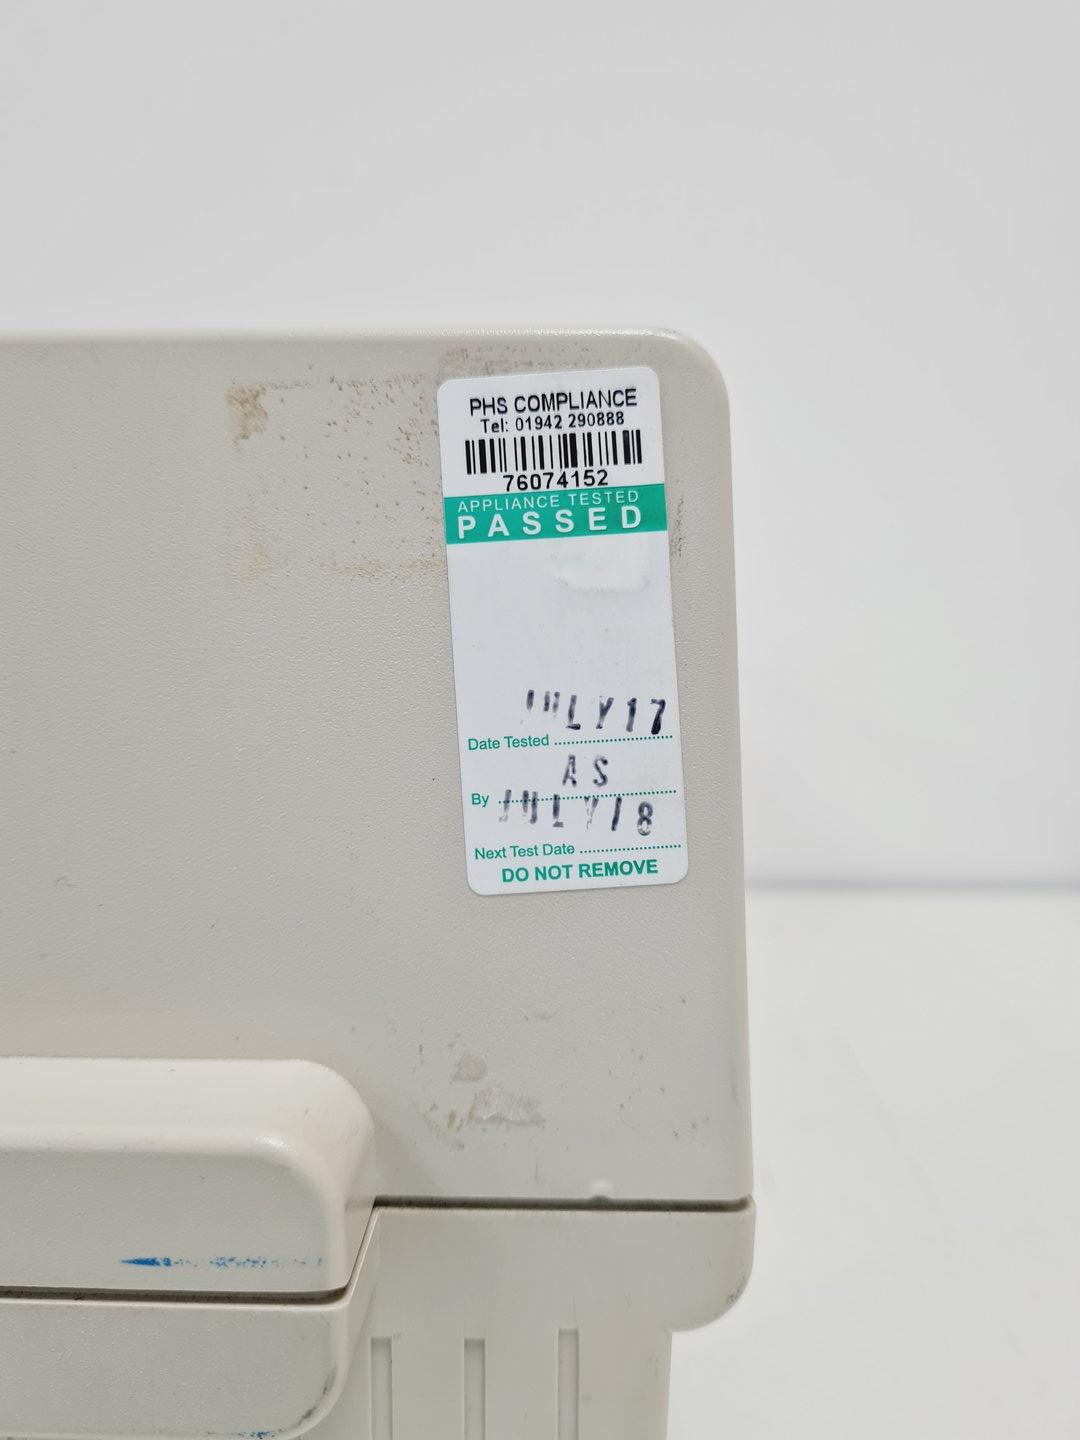 PHS COMPLIANCE
Tel: 01942 290888
76074152
APPLIANCE TESTED
PASSED
JULY17
Date Tested
AS
By
JULY18
Next Test Date
DO NOT REMOVE